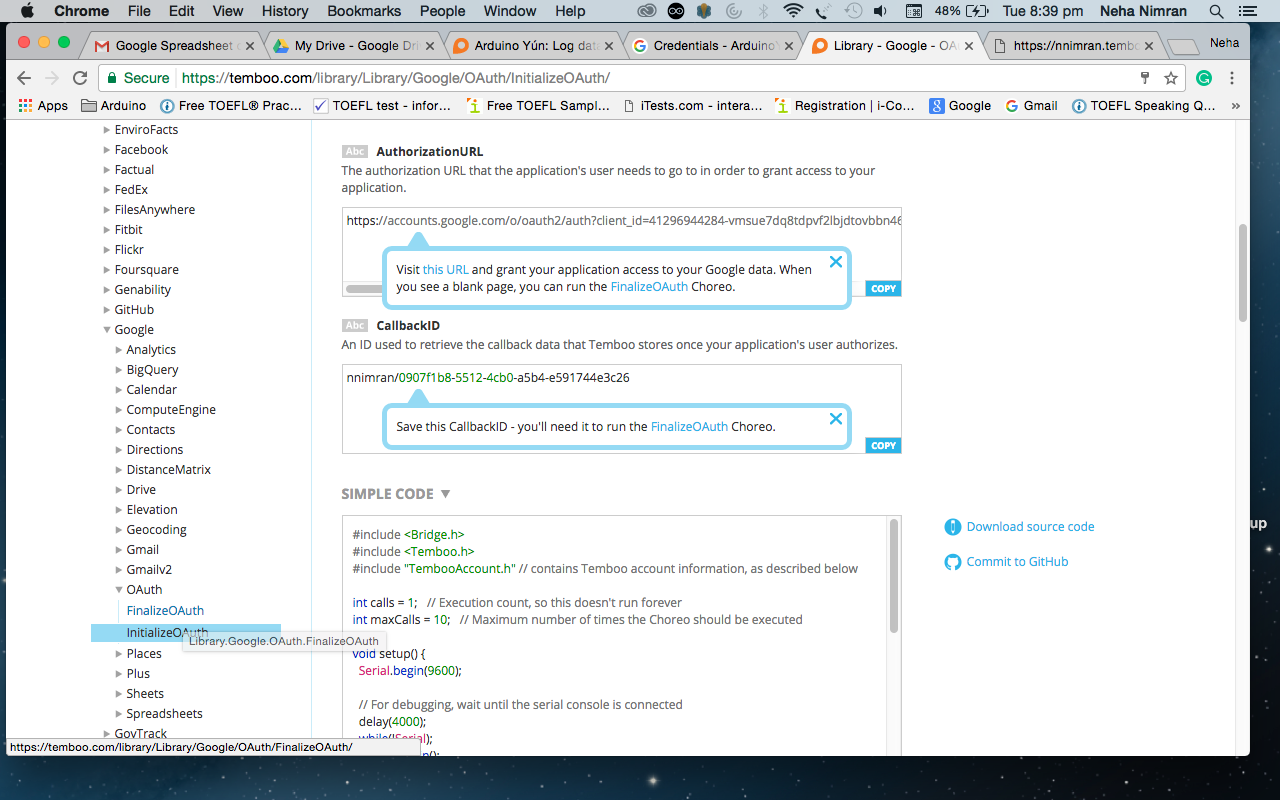 Chrome File Edit View History Bookmarks People Window Help 48% Tue 8:39 pm Neha Nimran
Google Spreadsheet My Drive - Google Dri Arduino Yún: Log data Credentials - Arduino Library - Google - OA https://nnimran.tembo Neha
Secure https://temboo.com/library/Library/Google/OAuth/InitializeOAuth/
Apps Arduino Free TOEFL® Prac... TOEFL test - infor... Free TOEFL Sampl... iTests.com - intera... Registration | i-Co... Google Gmail TOEFL Speaking Q... »
EnviroFacts
Facebook
Factual
FedEx
FilesAnywhere
Fitbit
Flickr
Foursquare
Genability
GitHub
Google
Analytics
BigQuery
Calendar
ComputeEngine
Contacts
Directions
DistanceMatrix
Drive
Elevation
Geocoding
Gmail
Gmailv2
OAuth
FinalizeOAuth
InitializeOAuth
Library.Google.OAuth.FinalizeOAuth
Places
Plus
Sheets
Spreadsheets
GovTrack
https://temboo.com/library/Library/Google/OAuth/FinalizeOAuth/
Abc AuthorizationURL
The authorization URL that the application's user needs to go to in order to grant access to your
application.
https://accounts.google.com/o/oauth2/auth?client_id=41296944284-vmsue7dq8tdpvf2lbjdtovbbn46
Visit this URL and grant your application access to your Google data. When
you see a blank page, you can run the FinalizeOAuth Choreo.
COPY
Abc CallbackID
An ID used to retrieve the callback data that Temboo stores once your application's user authorizes.
nnimran/0907f1b8-5512-4cb0-a5b4-e591744e3c26
Save this CallbackID - you'll need it to run the FinalizeOAuth Choreo.
COPY
SIMPLE CODE
#include <Bridge.h>
#include <Temboo.h>
#include "TembooAccount.h" // contains Temboo account information, as described below
int calls = 1; // Execution count, so this doesn't run forever
int maxCalls = 10; // Maximum number of times the Choreo should be executed
void setup() {
Serial.begin(9600);
// For debugging, wait until the serial console is connected
delay(4000);
while(!Serial);
Download source code
Commit to GitHub
up